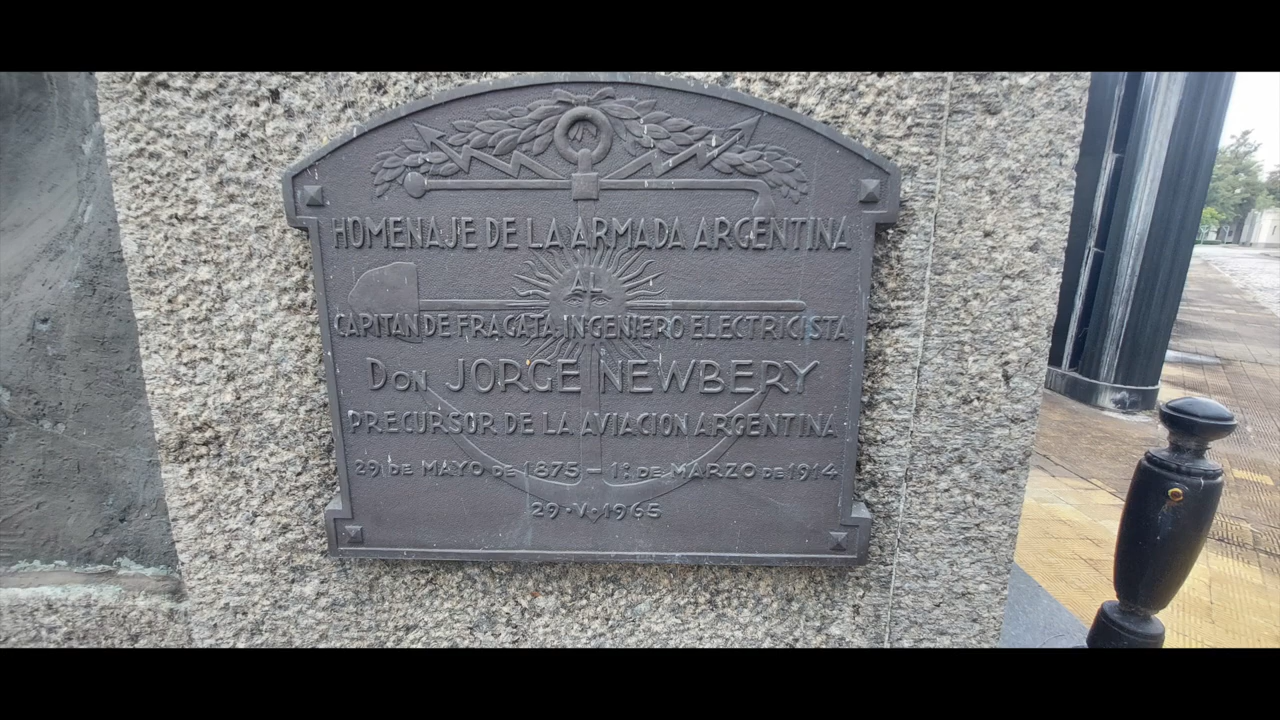 HOMENAJE DE LA ARMADA ARGENTINA
AL
CAPITAN DE FRAGATA INGENIERO ELECTRICISTA
DON JORGE NEWBERY
PRECURSOR DE LA AVIACION ARGENTINA
29 DE MAYO DE 1875 – 1º DE MARZO DE 1914
29·V·1965